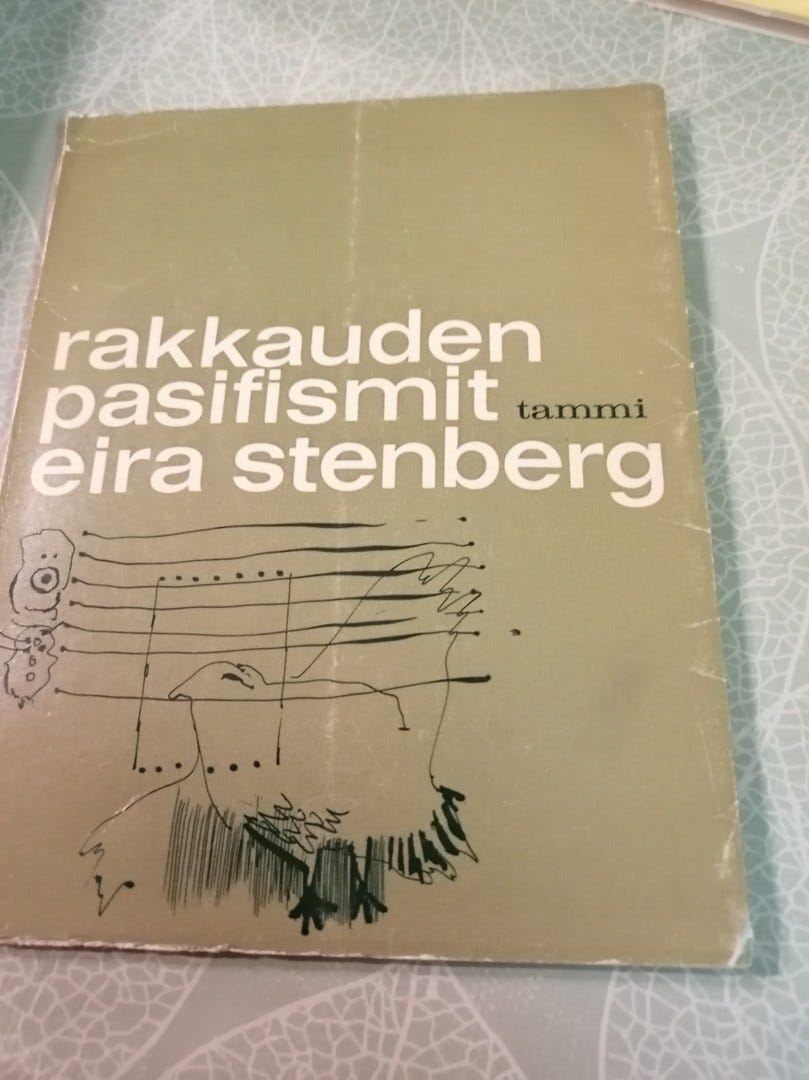 rakkauden
pasifismit tammi
eira stenberg